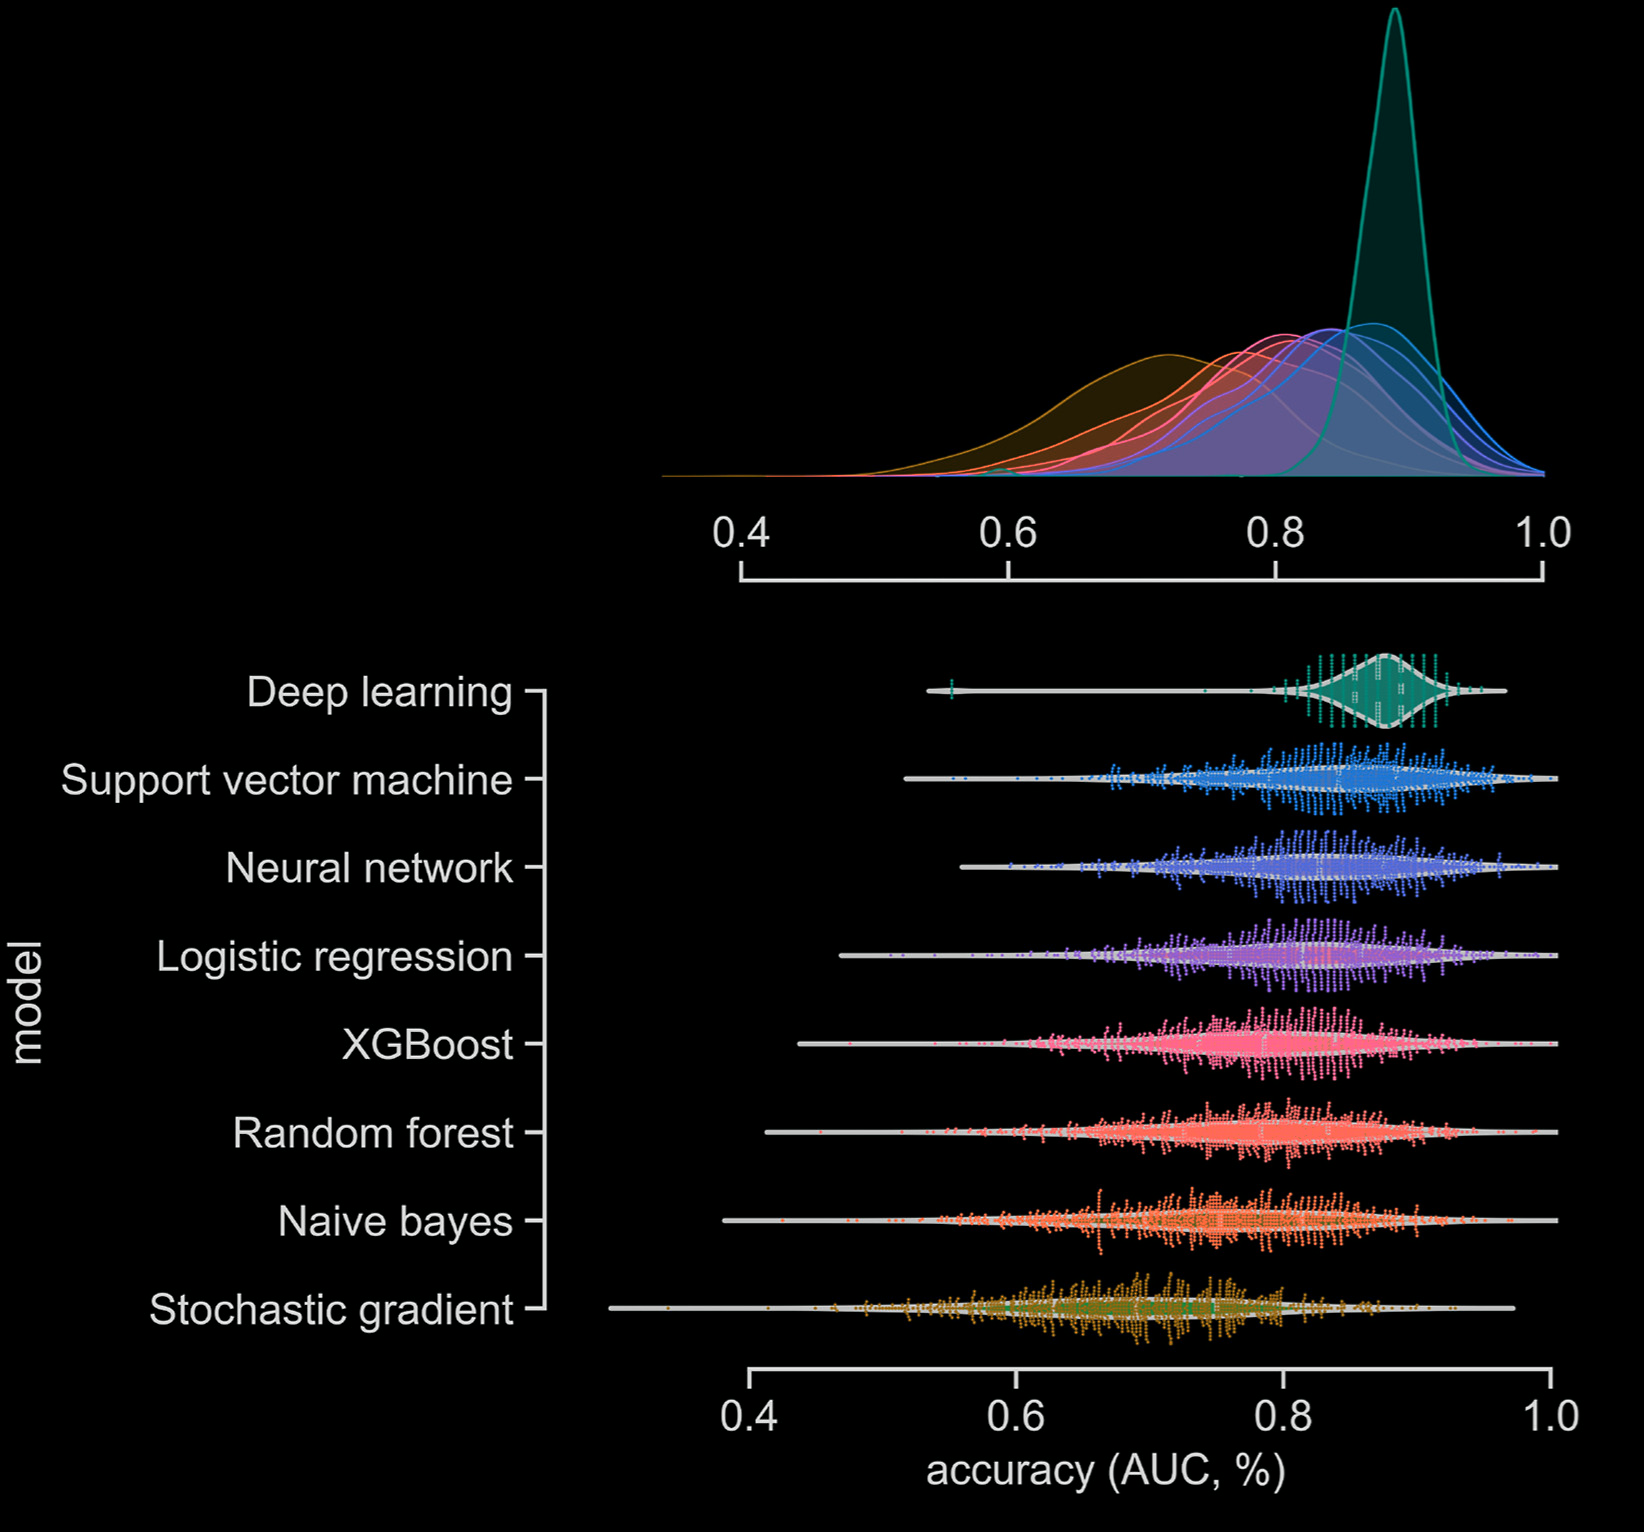 0.4 0.6 0.8 1.0
Deep learning
Support vector machine
Neural network
Logistic regression
model
XGBoost
Random forest
Naive bayes
Stochastic gradient
0.4 0.6 0.8 1.0
accuracy (AUC, %)